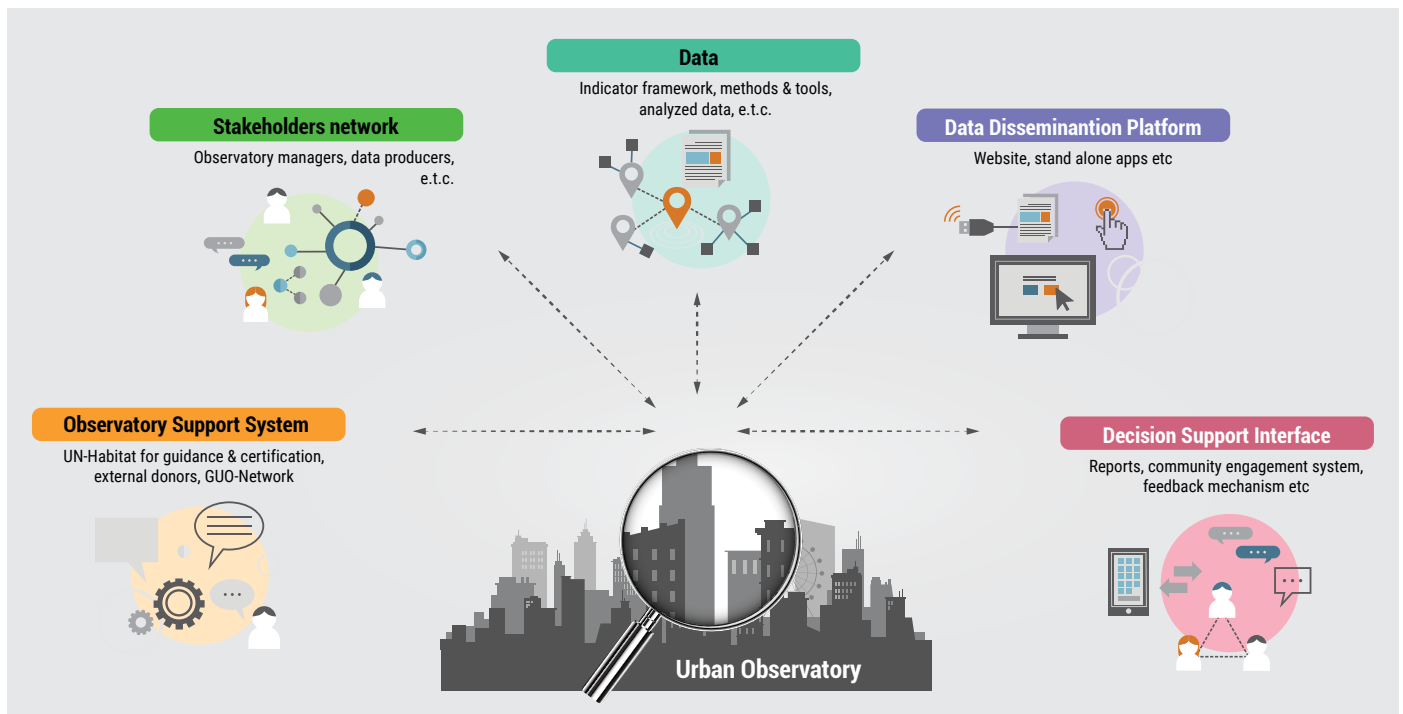 Data
Indicator framework, methods & tools,
analyzed data, e.t.c.
Stakeholders network
Observatory managers, data producers,
e.t.c.
Data Disseminantion Platform
Website, stand alone apps etc
Observatory Support System
UN-Habitat for guidance & certification,
external donors, GUO-Network
Decision Support Interface
Reports, community engagement system,
feedback mechanism etc
Urban Observatory